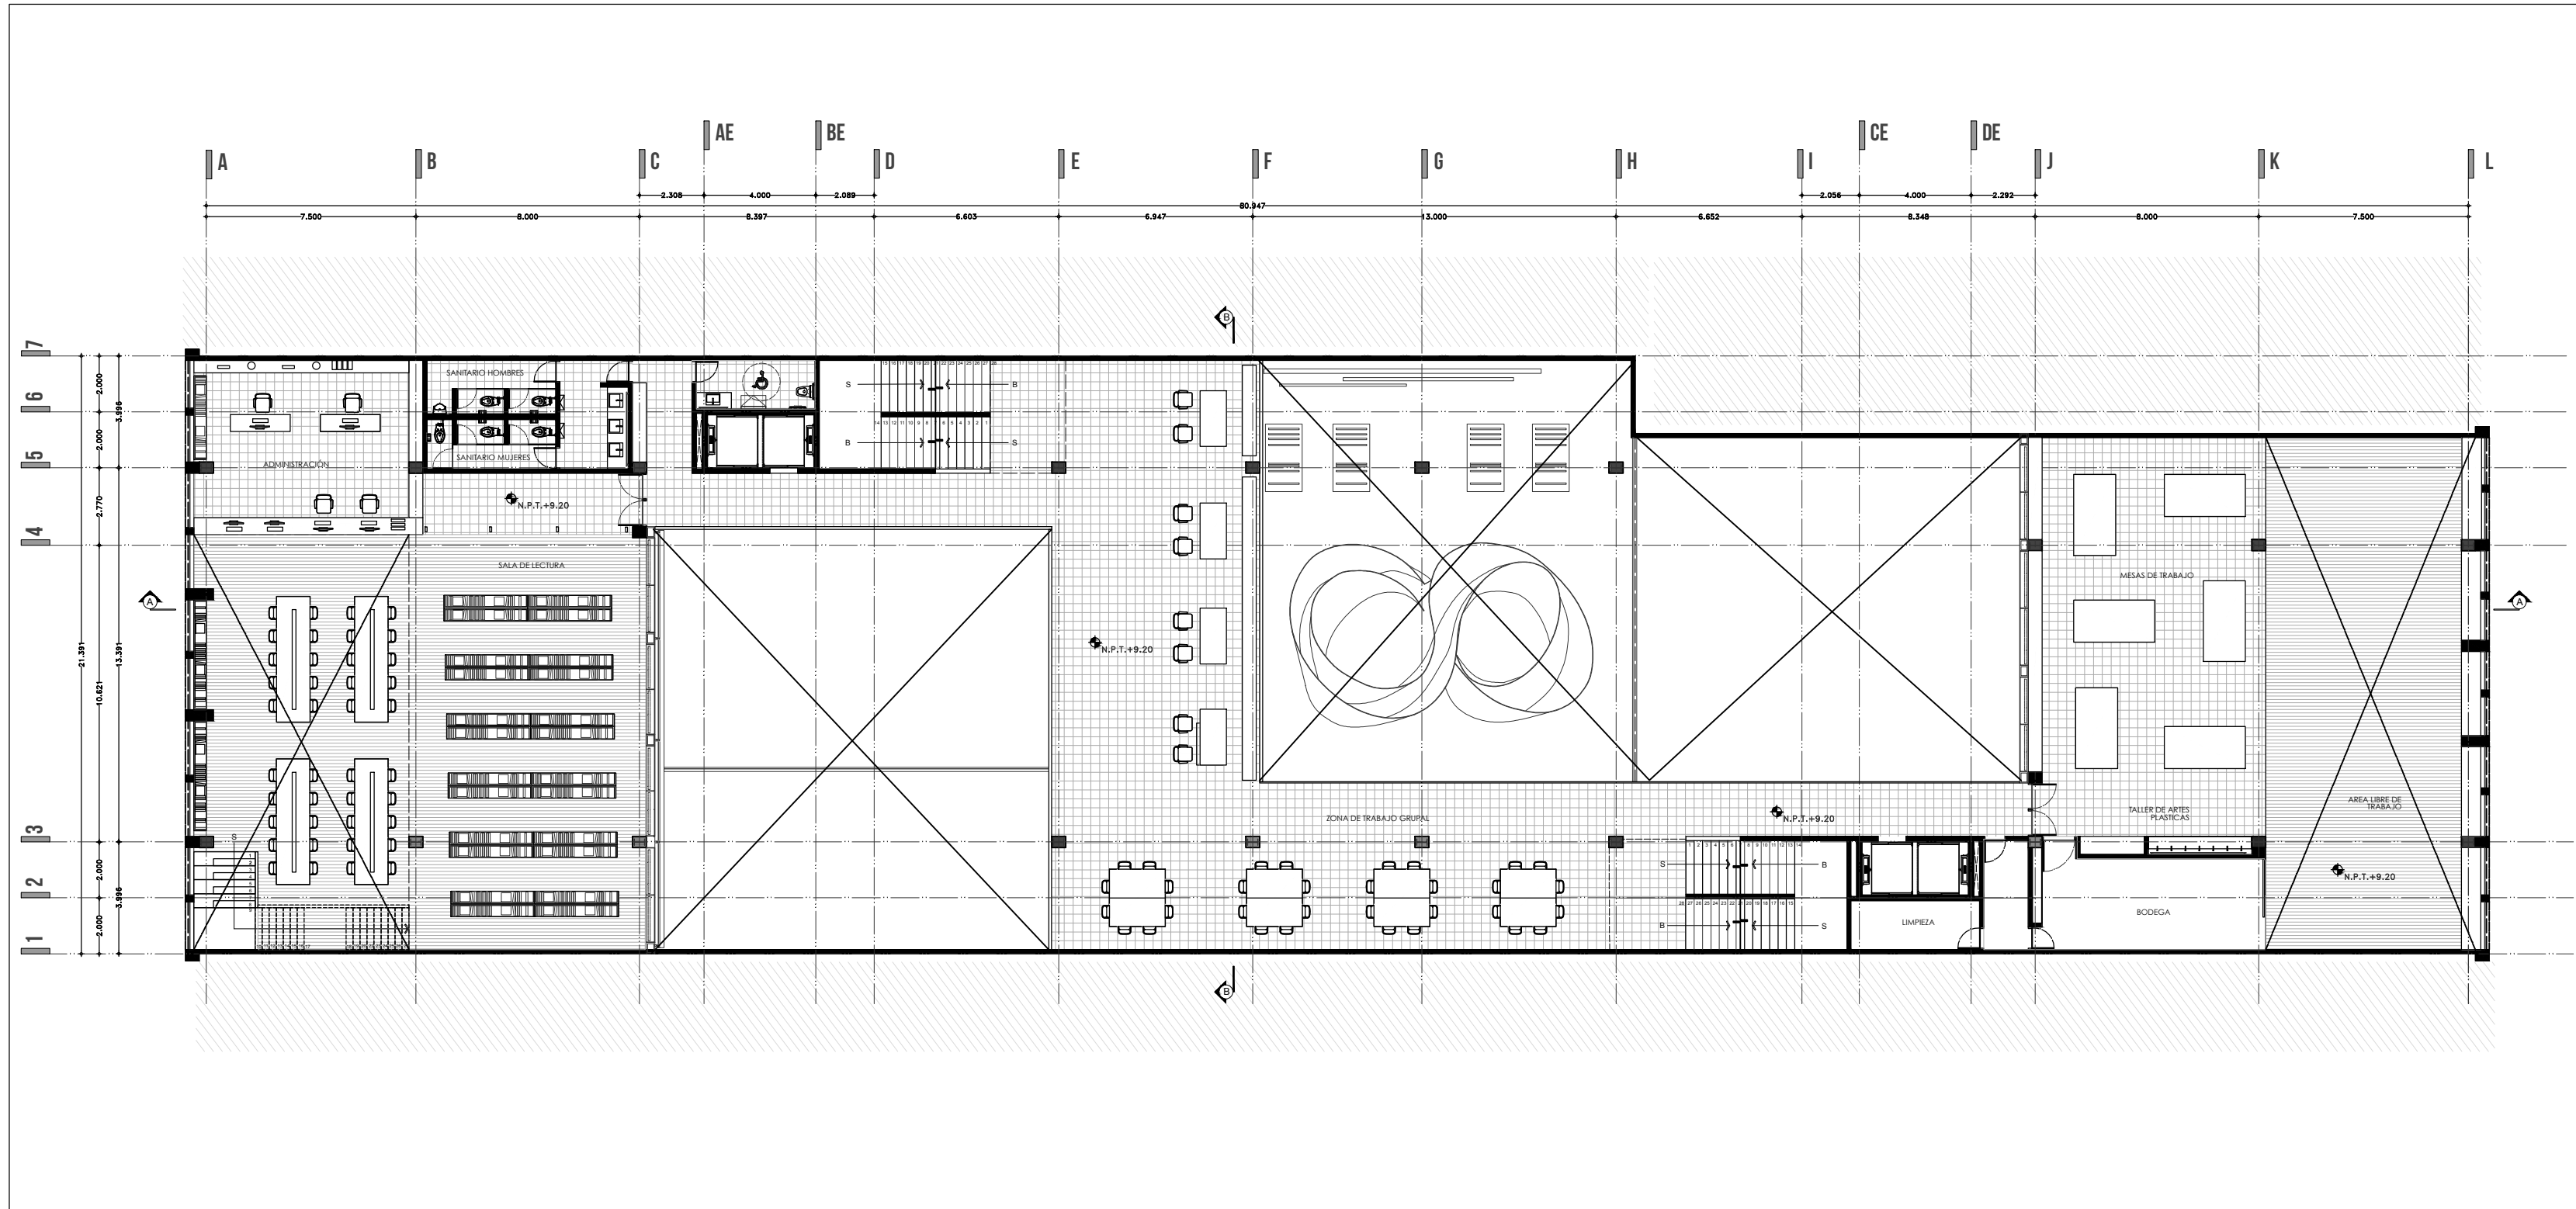 AE
BE
CE
DE
A
B
C
D
E
F
G
H
I
J
K
L
2.308
4.000
2.089
2.056
4.000
2.292
80.947
7.500
8.000
8.397
6.603
6.947
13.000
6.652
8.348
8.000
7.500
B
7
6
5
4
3
2
1
2.000
2.000
3.996
2.770
21.391
10.621
13.391
2.000
2.000
3.996
SANITARIO HOMBRES
SANITARIO MUJERES
ADMINISTRACIÓN
S
B
B
S
N.P.T.+9.20
SALA DE LECTURA
A
A
MESAS DE TRABAJO
N.P.T.+9.20
AREA LIBRE DE
TRABAJO
TALLER DE ARTES
PLASTICAS
ZONA DE TRABAJO GRUPAL
N.P.T.+9.20
S
S
B
B
S
N.P.T.+9.20
LIMPIEZA
BODEGA
B